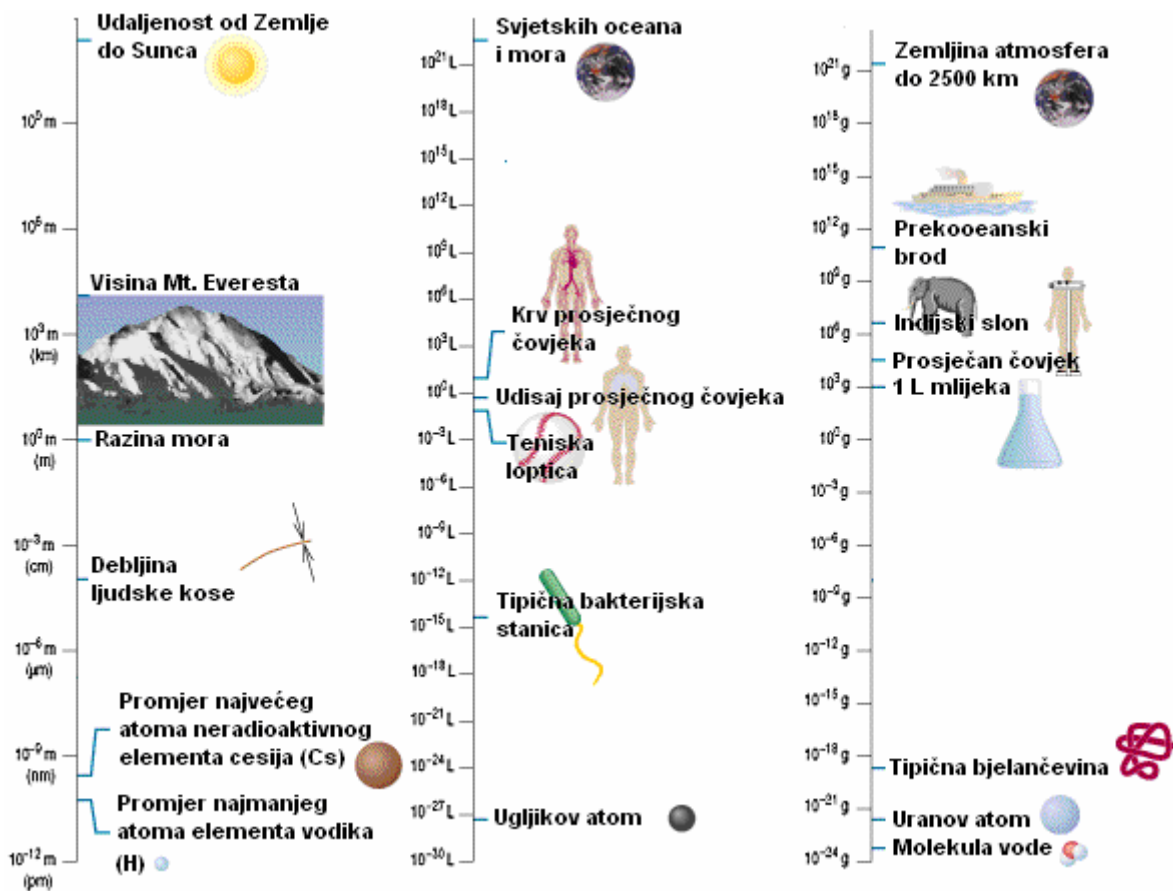 Udaljenost od Zemlje
do Sunca
10⁹ m
10⁶ m
Visina Mt. Everesta
10³ m
(km)
10⁰ m
(m)
Razina mora
10⁻³ m
(cm)
Debljina
ljudske kose
10⁻⁶ m
(μm)
Promjer najvećeg
atoma neradioaktivnog
elementa cesija (Cs)
10⁻⁹ m
(nm)
Promjer najmanjeg
atoma elementa vodika
(H)
10⁻¹² m
(pm)
Svjetskih oceana
i mora
10²¹ L
10¹⁸ L
10¹⁵ L
10¹² L
10⁹ L
10⁶ L
Krv prosječnog
čovjeka
10³ L
10⁰ L
Udisaj prosječnog čovjeka
10⁻³ L
Teniska
loptica
10⁻⁶ L
10⁻⁹ L
10⁻¹² L
Tipična bakterijska
stanica
10⁻¹⁵ L
10⁻¹⁸ L
10⁻²¹ L
10⁻²⁴ L
10⁻²⁷ L
Ugljikov atom
10⁻³⁰ L
Zemljina atmosfera
do 2500 km
10²¹ g
10¹⁸ g
10¹⁵ g
10¹² g
Prekooeanski
brod
10⁹ g
Indijski slon
10⁶ g
Prosječan čovjek
1 L mlijeka
10³ g
10⁰ g
10⁻³ g
10⁻⁶ g
10⁻⁹ g
10⁻¹² g
10⁻¹⁵ g
10⁻¹⁸ g
Tipična bjelančevina
10⁻²¹ g
Uranov atom
Molekula vode
10⁻²⁴ g